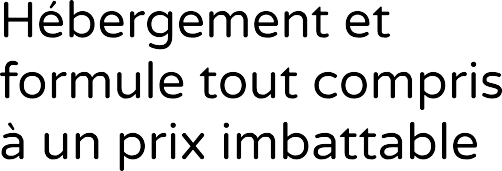 Hébergement et
formule tout compris
à un prix imbattable